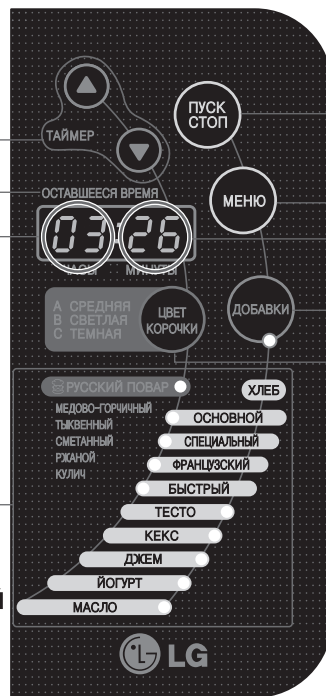 ПУСК
СТОП
ТАЙМЕР
ОСТАВШЕЕСЯ ВРЕМЯ
МЕНЮ
03:26
ЧАСЫ МИНУТЫ
A СРЕДНЯЯ
B СВЕТЛАЯ
C ТЕМНАЯ
ЦВЕТ
КОРОЧКИ
ДОБАВКИ
РУССКИЙ ПОВАР
ХЛЕБ
МЕДОВО-ГОРЧИЧНЫЙ
ТЫКВЕННЫЙ
СМЕТАННЫЙ
РЖАНОЙ
КУЛИЧ
ОСНОВНОЙ
СПЕЦИАЛЬНЫЙ
ФРАНЦУЗСКИЙ
БЫСТРЫЙ
ТЕСТО
КЕКС
ДЖЕМ
ЙОГУРТ
МАСЛО
LG